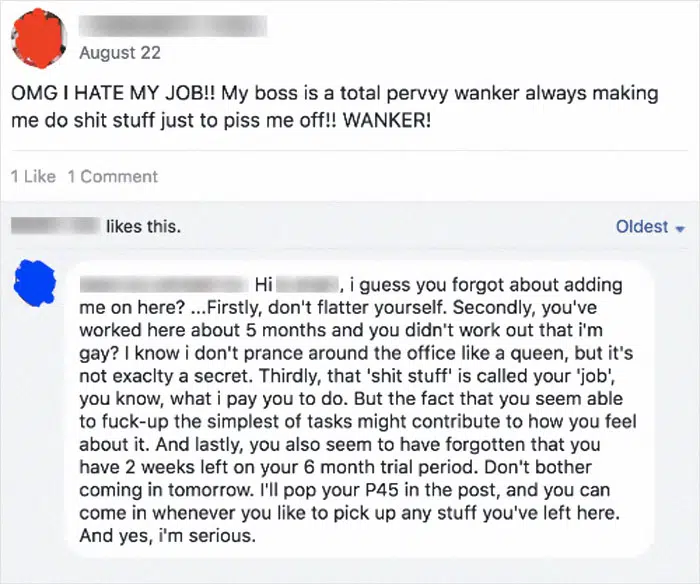 August 22
OMG I HATE MY JOB!! My boss is a total pervvy wanker always making
me do shit stuff just to piss me off!! WANKER!
1 Like 1 Comment
likes this.
Oldest
Hi , i guess you forgot about adding
me on here? ...Firstly, don't flatter yourself. Secondly, you've
worked here about 5 months and you didn't work out that i'm
gay? I know i don't prance around the office like a queen, but it's
not exaclty a secret. Thirdly, that 'shit stuff' is called your 'job',
you know, what i pay you to do. But the fact that you seem able
to fuck-up the simplest of tasks might contribute to how you feel
about it. And lastly, you also seem to have forgotten that you
have 2 weeks left on your 6 month trial period. Don't bother
coming in tomorrow. I'll pop your P45 in the post, and you can
come in whenever you like to pick up any stuff you've left here.
And yes, i'm serious.